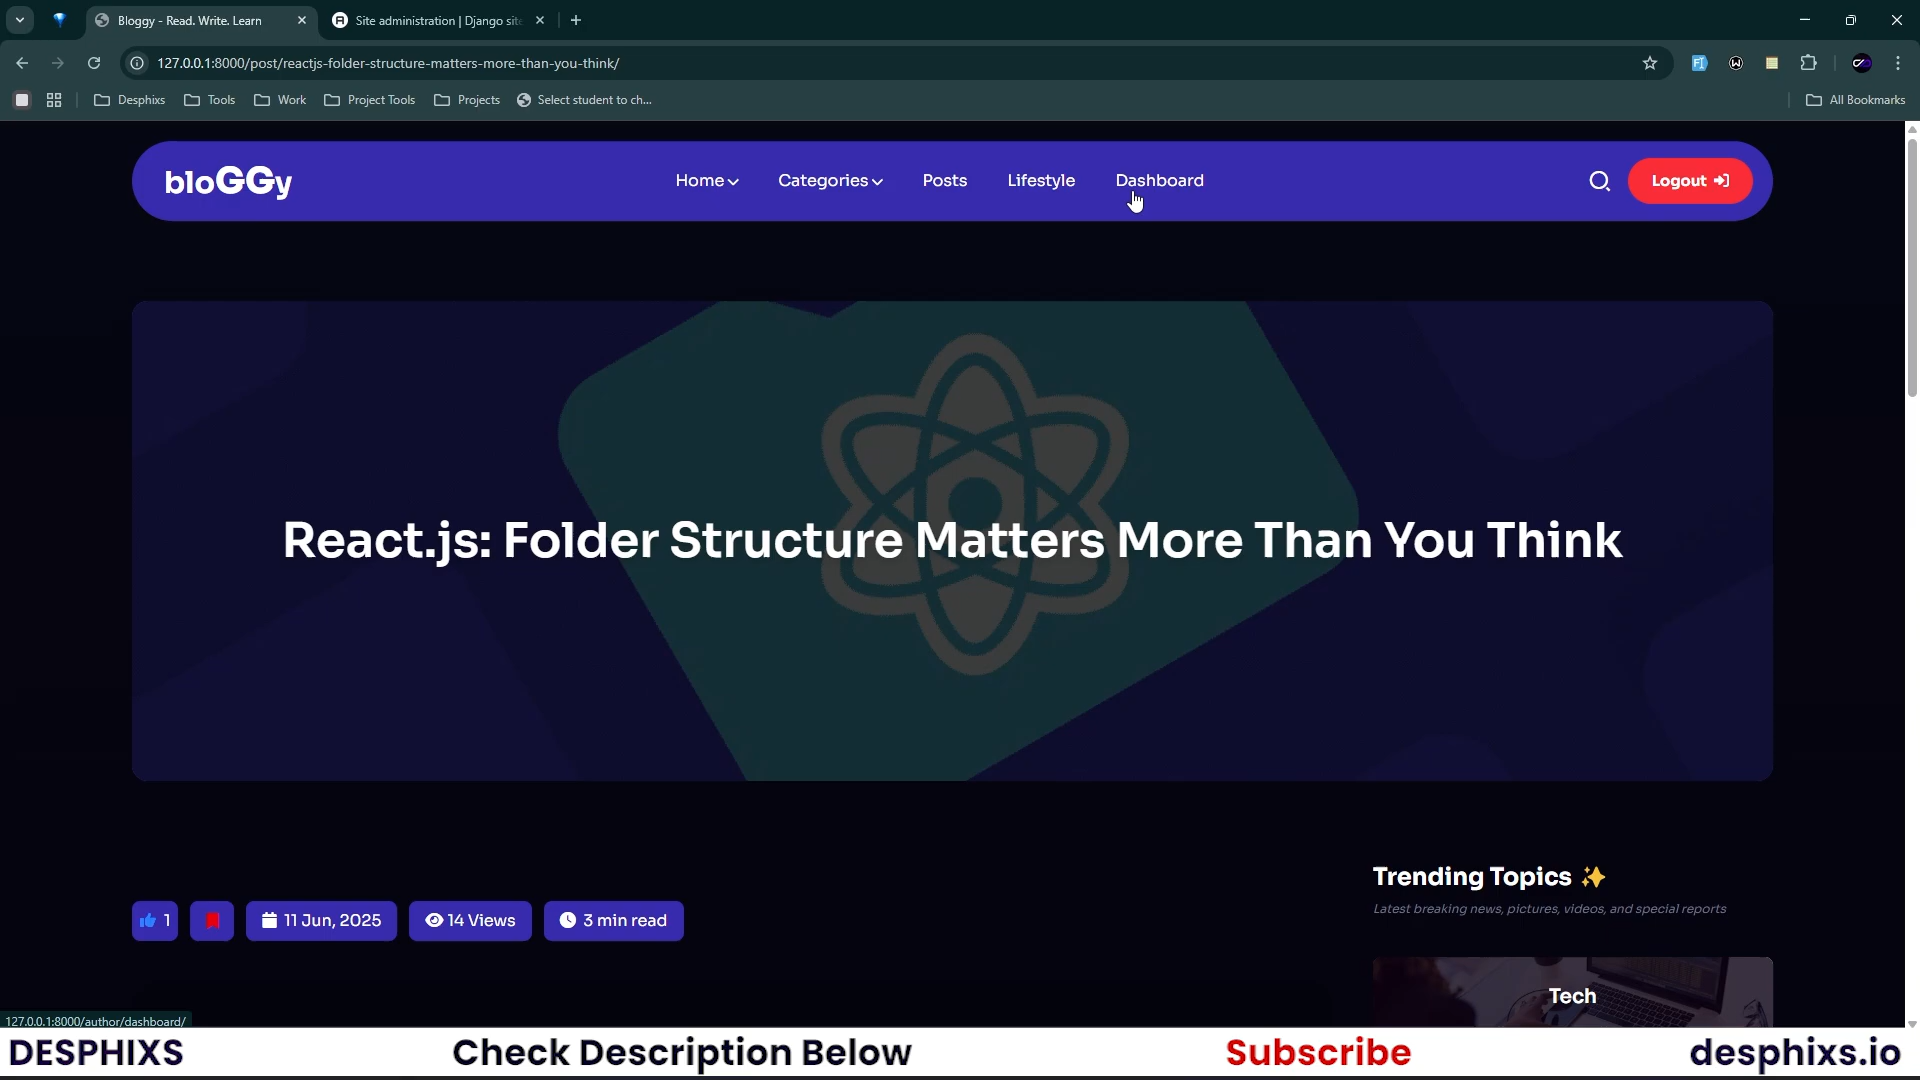 Bloggy - Read. Write. Learn
Site administration | Django site
127.0.0.1:8000/post/reactjs-folder-structure-matters-more-than-you-think/
Desphixs
Tools
Work
Project Tools
Projects
Select student to ch...
All Bookmarks
bloGGy
Home
Categories
Posts
Lifestyle
Dashboard
Logout
React.js: Folder Structure Matters More Than You Think
1
11 Jun, 2025
14 Views
3 min read
Trending Topics ✨
Latest breaking news, pictures, videos, and special reports
Tech
127.0.0.1:8000/author/dashboard/
DESPHIXS
Check Description Below
Subscribe
desphixs.io